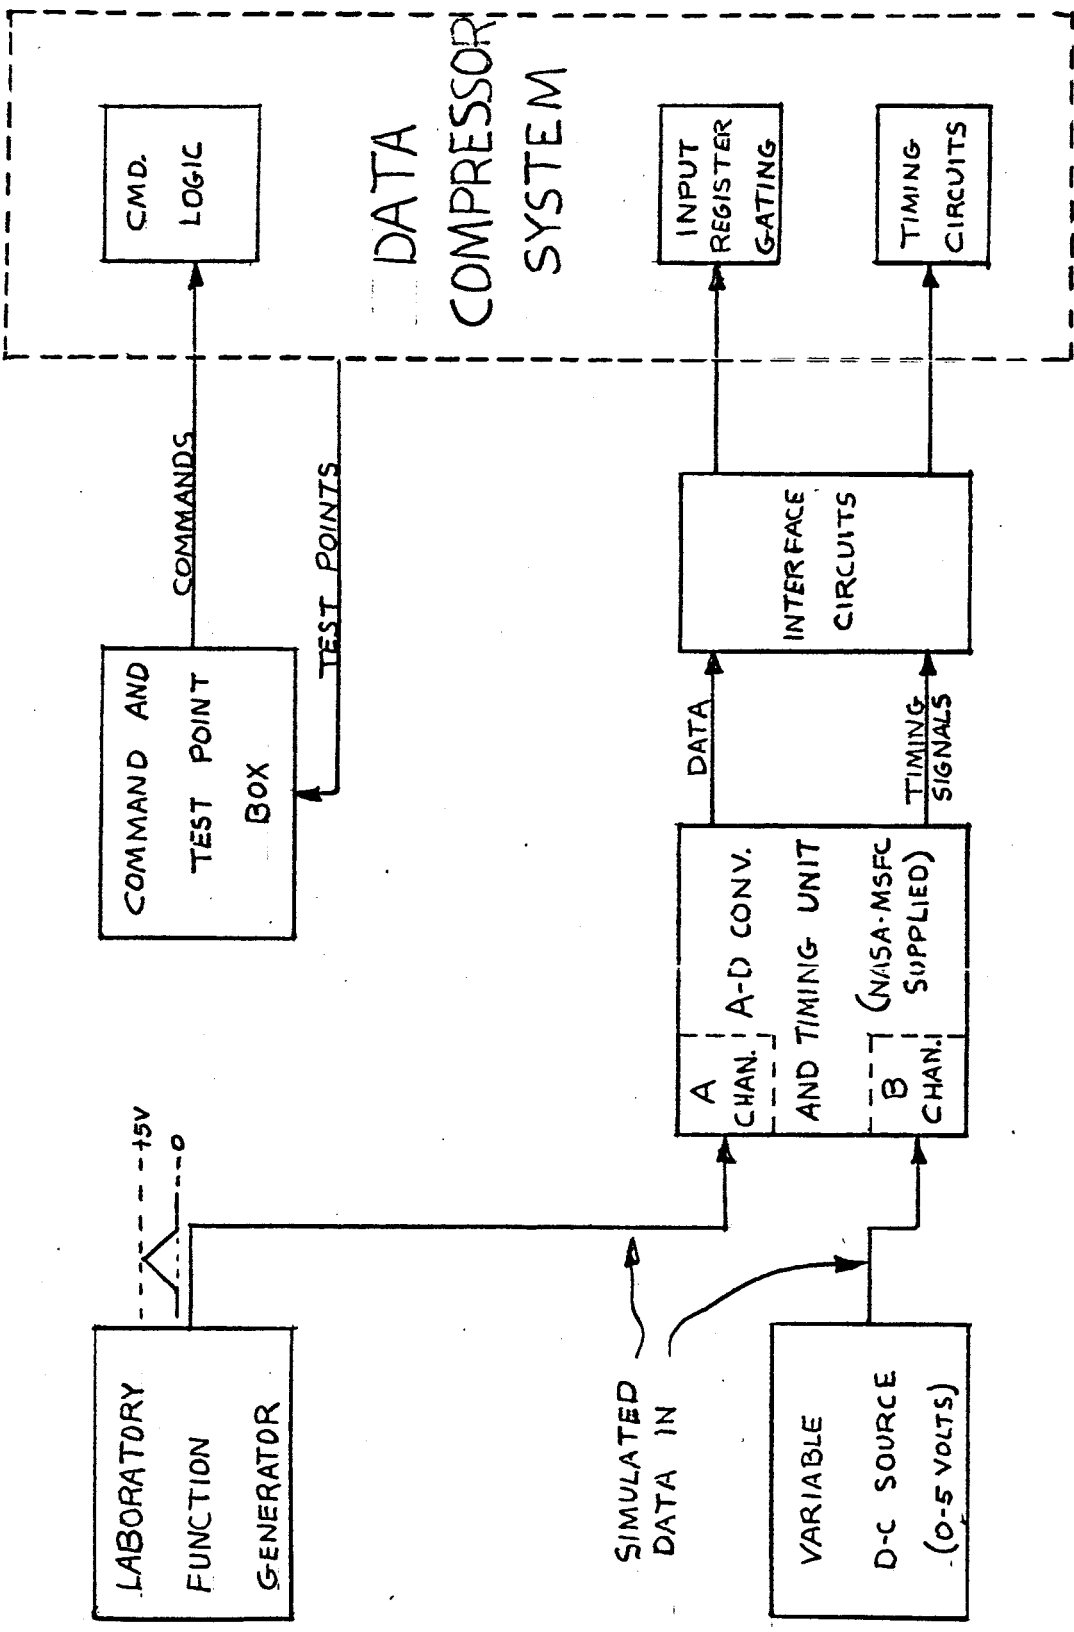 LABORATORY
FUNCTION
GENERATOR
+5V
0
COMMAND AND
TEST POINT
BOX
COMMANDS
TEST POINTS
CMD.
LOGIC
DATA
COMPRESSOR
SYSTEM
SIMULATED
DATA IN
VARIABLE
D-C SOURCE
(0-5 VOLTS)
A
CHAN.
A-D CONV.
AND TIMING UNIT
(NASA-MSFC
SUPPLIED)
B
CHAN.
DATA
TIMING
SIGNALS
INTERFACE
CIRCUITS
INPUT
REGISTER
GATING
TIMING
CIRCUITS